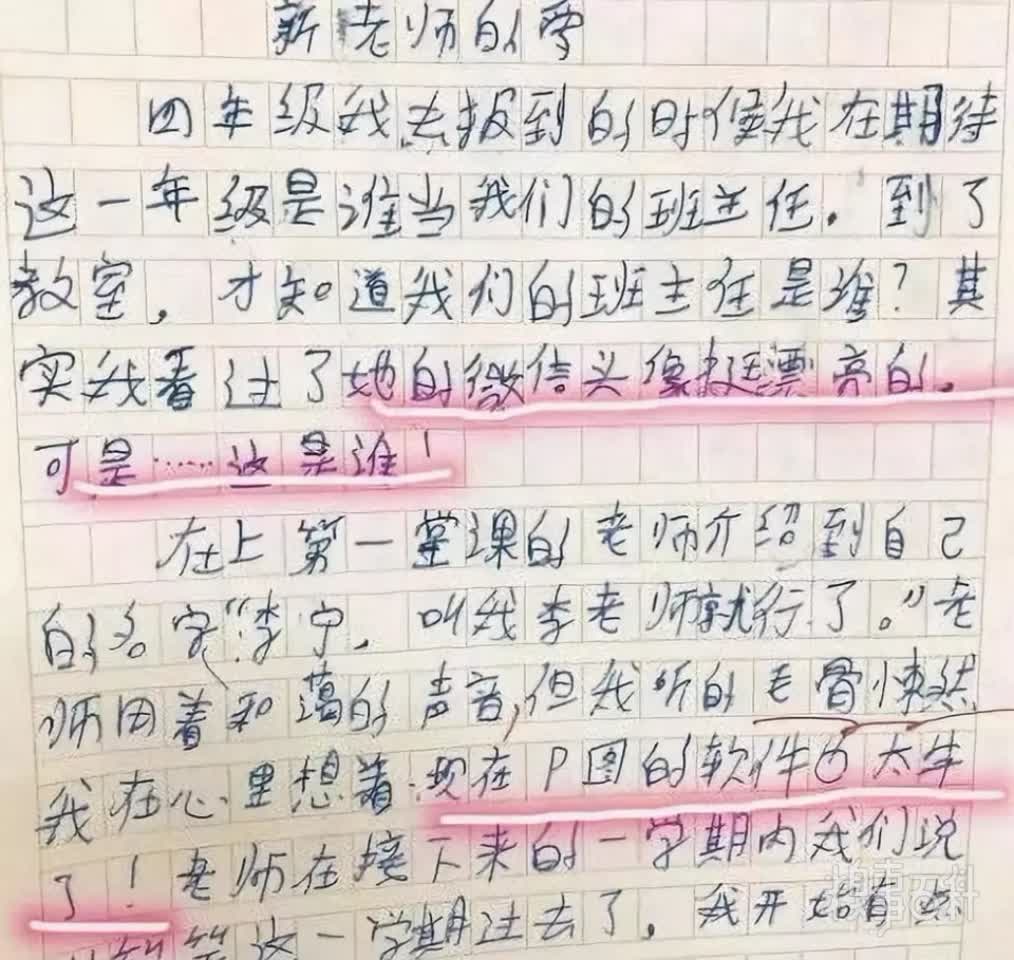 新老师的
四年级我去报到的时候我在期待
这一年级是谁当我们的班主任。到了
教室，才知道我们的班主任是谁？其
实我看过了她的微信头像挺漂亮的。
可是……这是谁！
在上第一堂课的老师介绍到自己
的名字“李宁，叫我李老师就行了。”老
师用着和蔼的声音，但我听的毛骨悚然
我在心里想着：现在P图的软件也太牛
了！老师在接下来的一学期内我们说
这一学期过去了，我开始有点